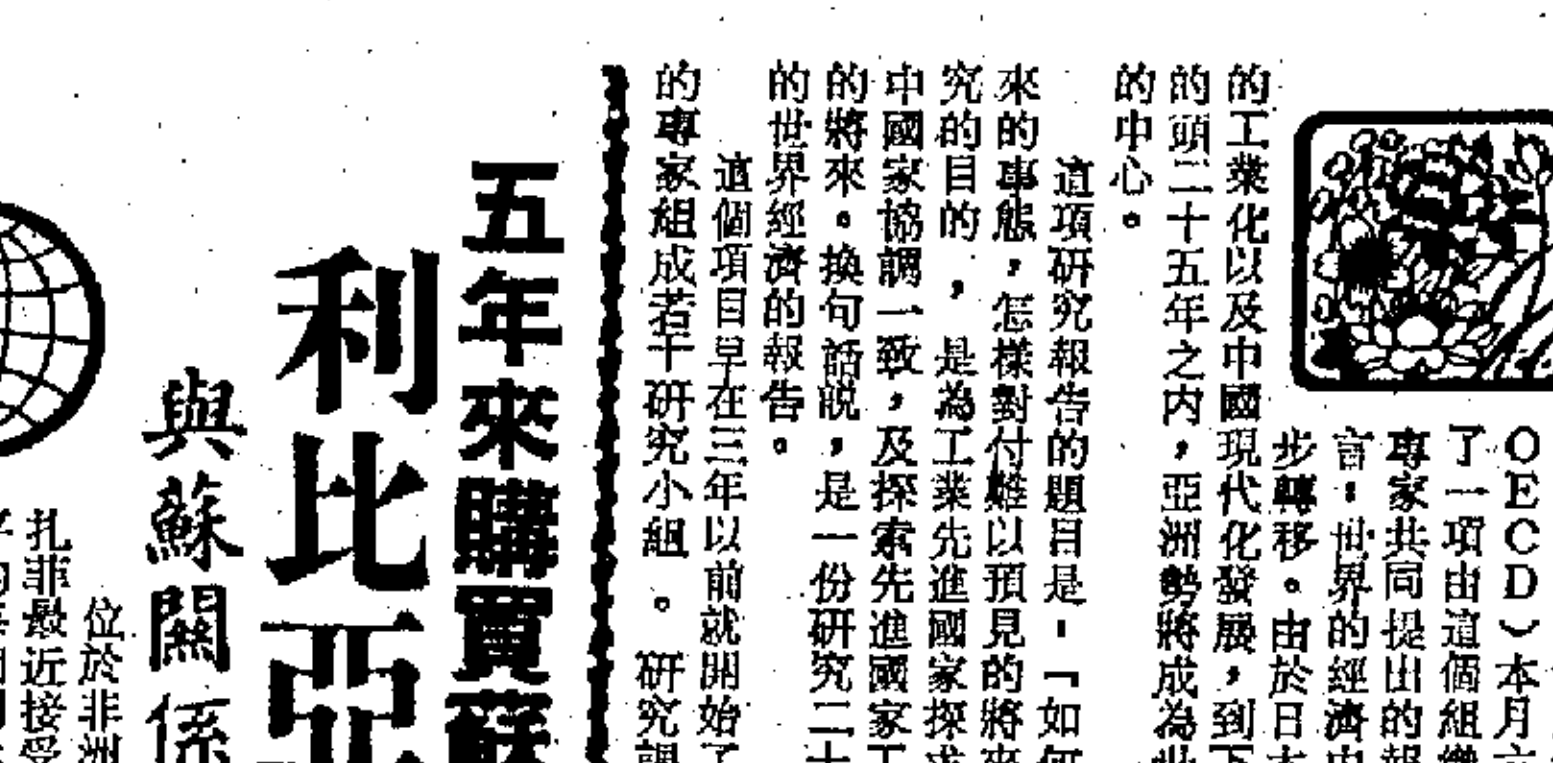 OECD）本月六
了一項由這個組織
專家共同提出的報
言：世界的經濟中
步轉移。由於日本
的工業化以及中國現代化發展，到下
的頭二十五年之內，亞洲勢將成為世
的中心。
這項研究報告的題目是：「如何
來的事態，怎樣對付難以預見的將來
究的目的，是為工業先進國家探求
中國家協調一致，及探索先進國家工
的將來。換句話說，是一份研究二十
的世界經濟的報告。
這個項目早在三年以前就開始了
的專家組成若干研究小組。研究課
五年來購買蘇
利比亞
與蘇關係
位於非洲
扎菲最近接受